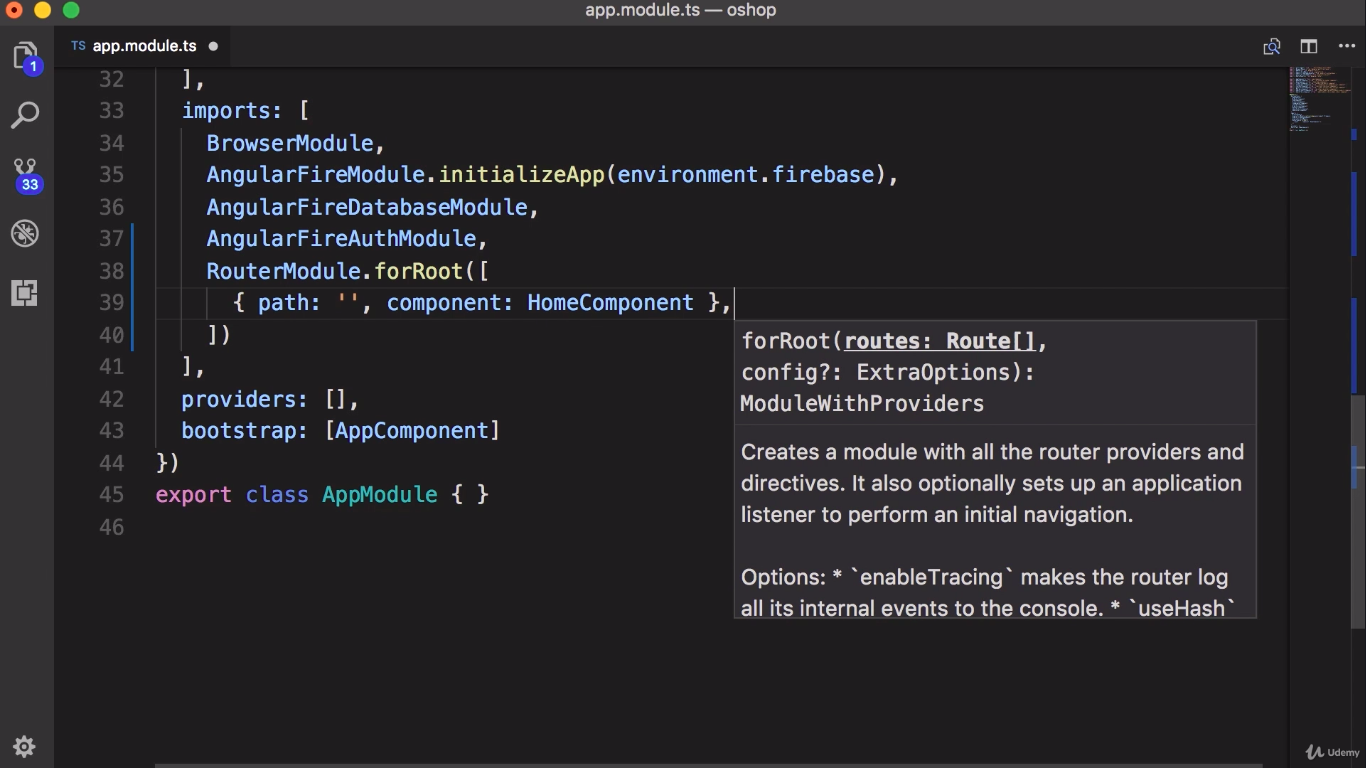 app.module.ts — oshop
TS app.module.ts
1
33
32 ],
33 imports: [
34 BrowserModule,
35 AngularFireModule.initializeApp(environment.firebase),
36 AngularFireDatabaseModule,
37 AngularFireAuthModule,
38 RouterModule.forRoot([
39 { path: '', component: HomeComponent },
40 ])
41 ],
42 providers: [],
43 bootstrap: [AppComponent]
44 })
45 export class AppModule { }
46
forRoot(routes: Route[],
config?: ExtraOptions):
ModuleWithProviders
Creates a module with all the router providers and
directives. It also optionally sets up an application
listener to perform an initial navigation.
Options: * `enableTracing` makes the router log
all its internal events to the console. * `useHash`
Udemy